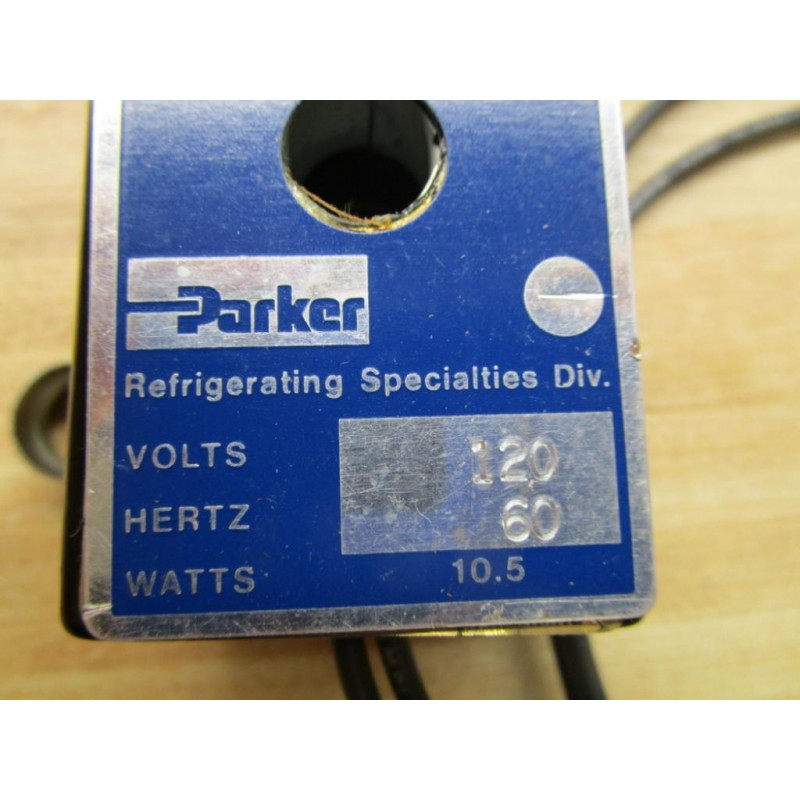 Parker
Refrigerating Specialties Div.
VOLTS 120
HERTZ 60
WATTS 10.5